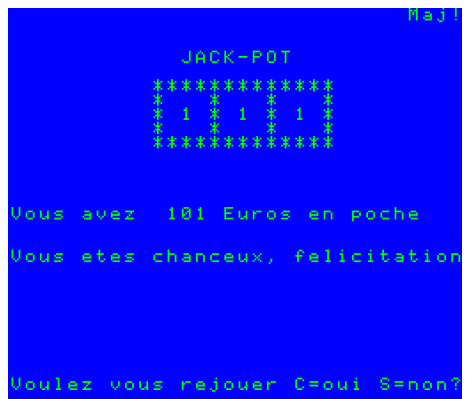 Maj!
JACK-POT
*************
* * * *
* 1 * 1 * 1 *
* * * *
*************
Vous avez 101 Euros en poche
Vous etes chanceux, felicitation
Voulez vous rejouer C=oui S=non?